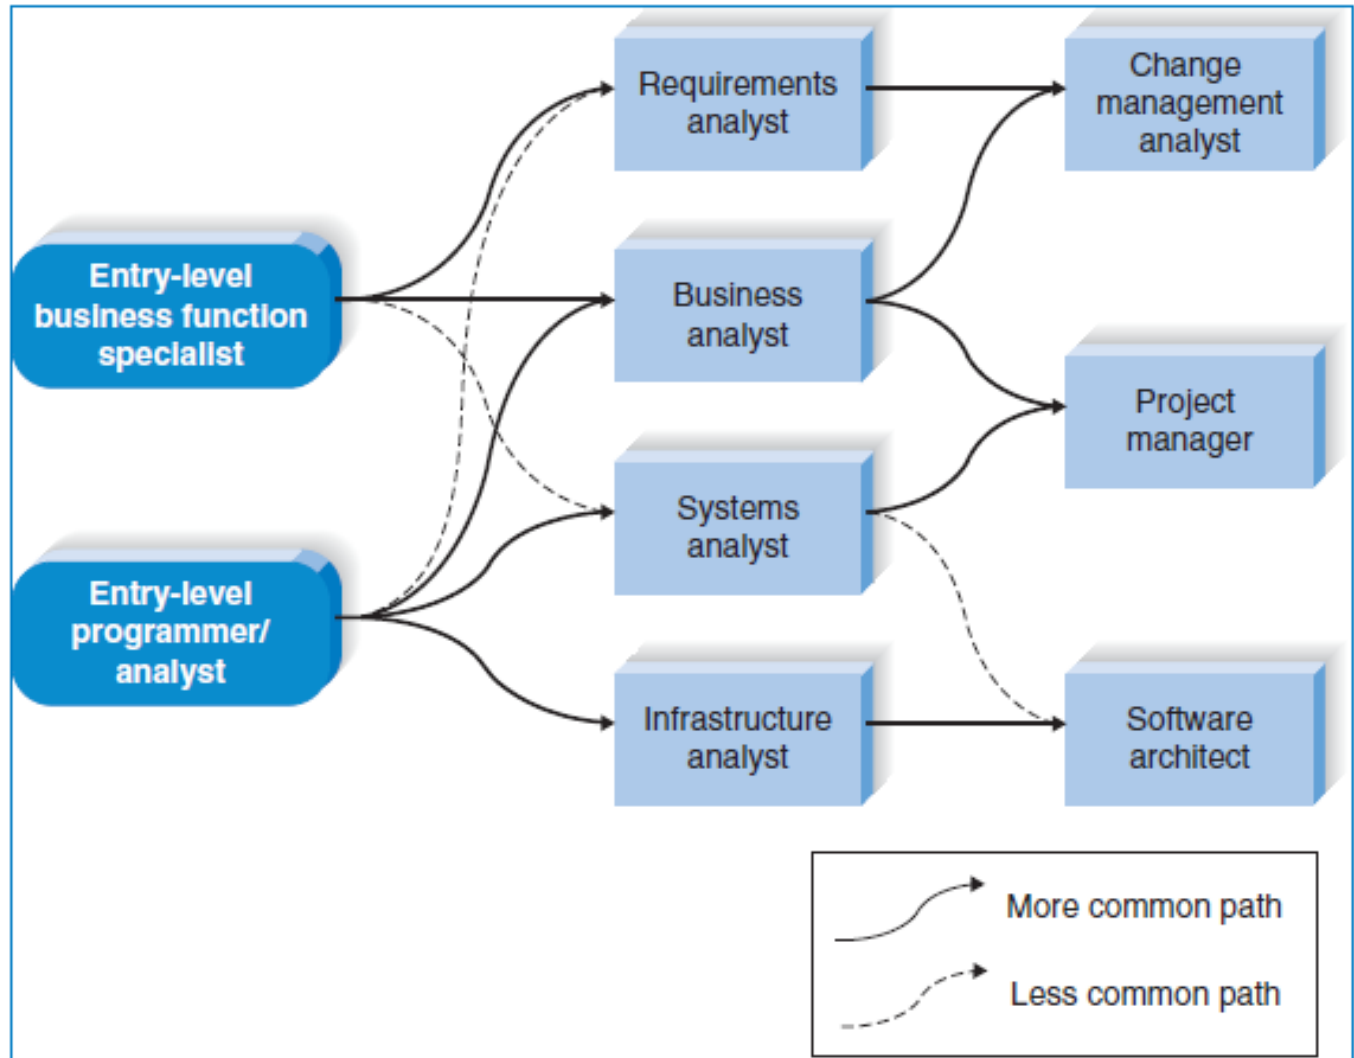 Requirements
analyst
Change
management
analyst
Entry-level
business function
specialist
Business
analyst
Project
manager
Systems
analyst
Entry-level
programmer/
analyst
Infrastructure
analyst
Software
architect
More common path
Less common path